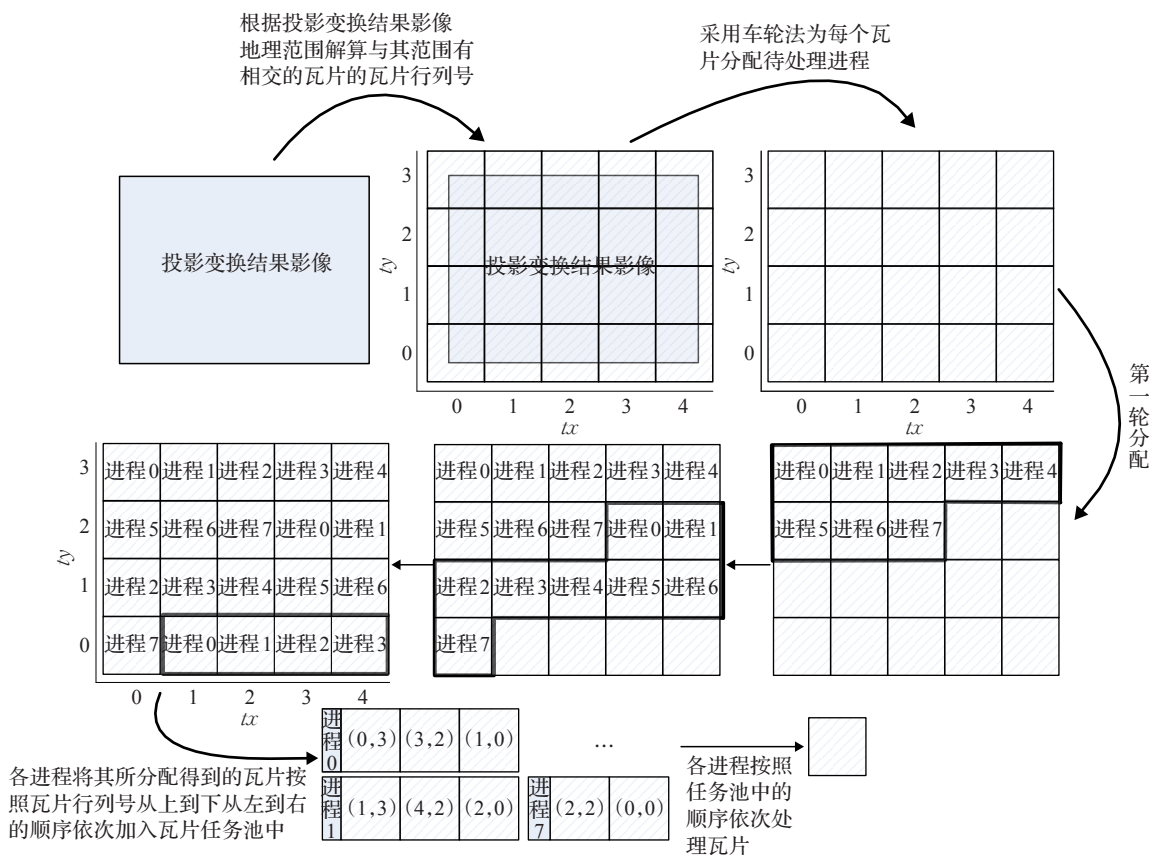 根据投影变换结果影像
地理范围解算与其范围有
相交的瓦片的瓦片行列号
采用车轮法为每个瓦
片分配待处理进程
投影变换结果影像
3
2
1
0
ty
投影变换结果影像
0 1 2 3 4
tx
3
2
1
0
ty
0 1 2 3 4
tx
第一轮分配
3
2
1
0
ty
进程0 进程1 进程2 进程3 进程4
进程5 进程6 进程7 进程0 进程1
进程2 进程3 进程4 进程5 进程6
进程7 进程0 进程1 进程2 进程3
0 1 2 3 4
tx
进程0 进程1 进程2 进程3 进程4
进程5 进程6 进程7 进程0 进程1
进程2 进程3 进程4 进程5 进程6
进程7
进程0 进程1 进程2 进程3 进程4
进程5 进程6 进程7
各进程将其所分配得到的瓦片按
照瓦片行列号从上到下从左到右
的顺序依次加入瓦片任务池中
进程0 (0,3) (3,2) (1,0)
...
进程1 (1,3) (4,2) (2,0)
进程7 (2,2) (0,0)
各进程按照
任务池中的
顺序依次处
理瓦片